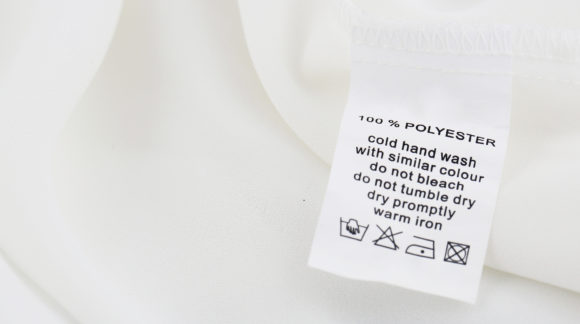 100 % POLYESTER
cold hand wash
with similar colour
do not bleach
do not tumble dry
dry promptly
warm iron